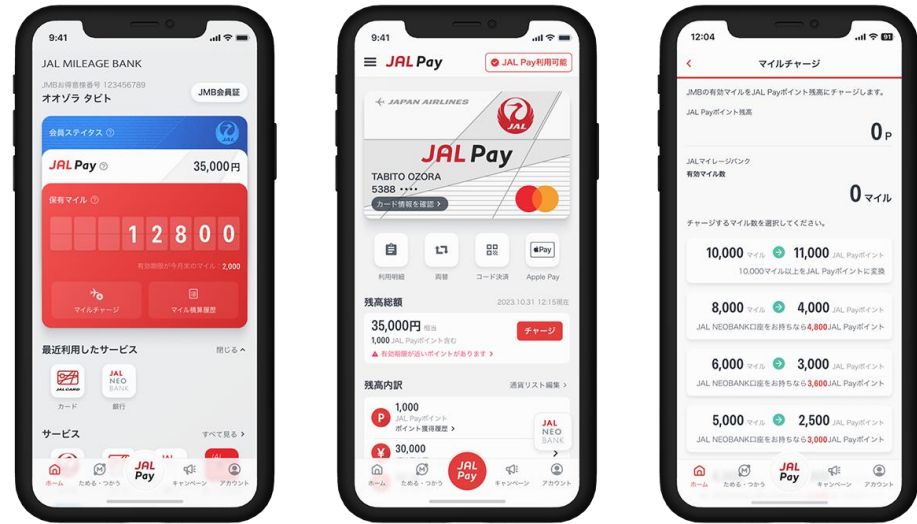 9:41
JAL MILEAGE BANK
JMBお得意様番号 123456789
オオゾラ タビト
JMB会員証
会員ステイタス ?
JAL
JAL Pay ?
35,000円
保有マイル ?
12800
有効期限が今月末のマイル 2,000
マイルチャージ
マイル積算履歴
最近利用したサービス
閉じる
JAL CARD
JAL
NEO
BANK
カード
銀行
サービス
すべて見る
ホーム
ためる・つかう
JAL
Pay
キャンペーン
アカウント
9:41
JAL Pay
JAL Pay利用可能
JAPAN AIRLINES
JAL
JAL Pay
TABITO OZORA
5388 ••••
カード情報を確認 >
利用明細
両替
コード決済
Pay
Apple Pay
残高総額
2023.10.31 12:15現在
35,000円 相当
1,000 JAL Payポイント含む
有効期限が近いポイントがあります >
チャージ
残高内訳
通貨リスト編集 >
P
1,000
JAL Payポイント
ポイント獲得履歴 >
¥
30,000
JAL
NEO
BANK
ホーム
ためる・つかう
JAL
Pay
キャンペーン
アカウント
12:04
91
マイルチャージ
JMBの有効マイルをJAL Payポイント残高にチャージします。
JAL Payポイント残高
0 P
JALマイレージバンク
有効マイル数
0 マイル
チャージするマイル数を選択してください。
10,000 マイル 11,000 JAL Payポイント
10,000マイル以上をJAL Payポイントに変換
8,000 マイル 4,000 JAL Payポイント
JAL NEOBANK口座をお持ちなら4,800JAL Payポイント
6,000 マイル 3,000 JAL Payポイント
JAL NEOBANK口座をお持ちなら3,600JAL Payポイント
5,000 マイル 2,500 JAL Payポイント
JAL NEOBANK口座をお持ちなら3,000JAL Payポイント
ホーム
ためる・つかう
JAL
Pay
キャンペーン
アカウント